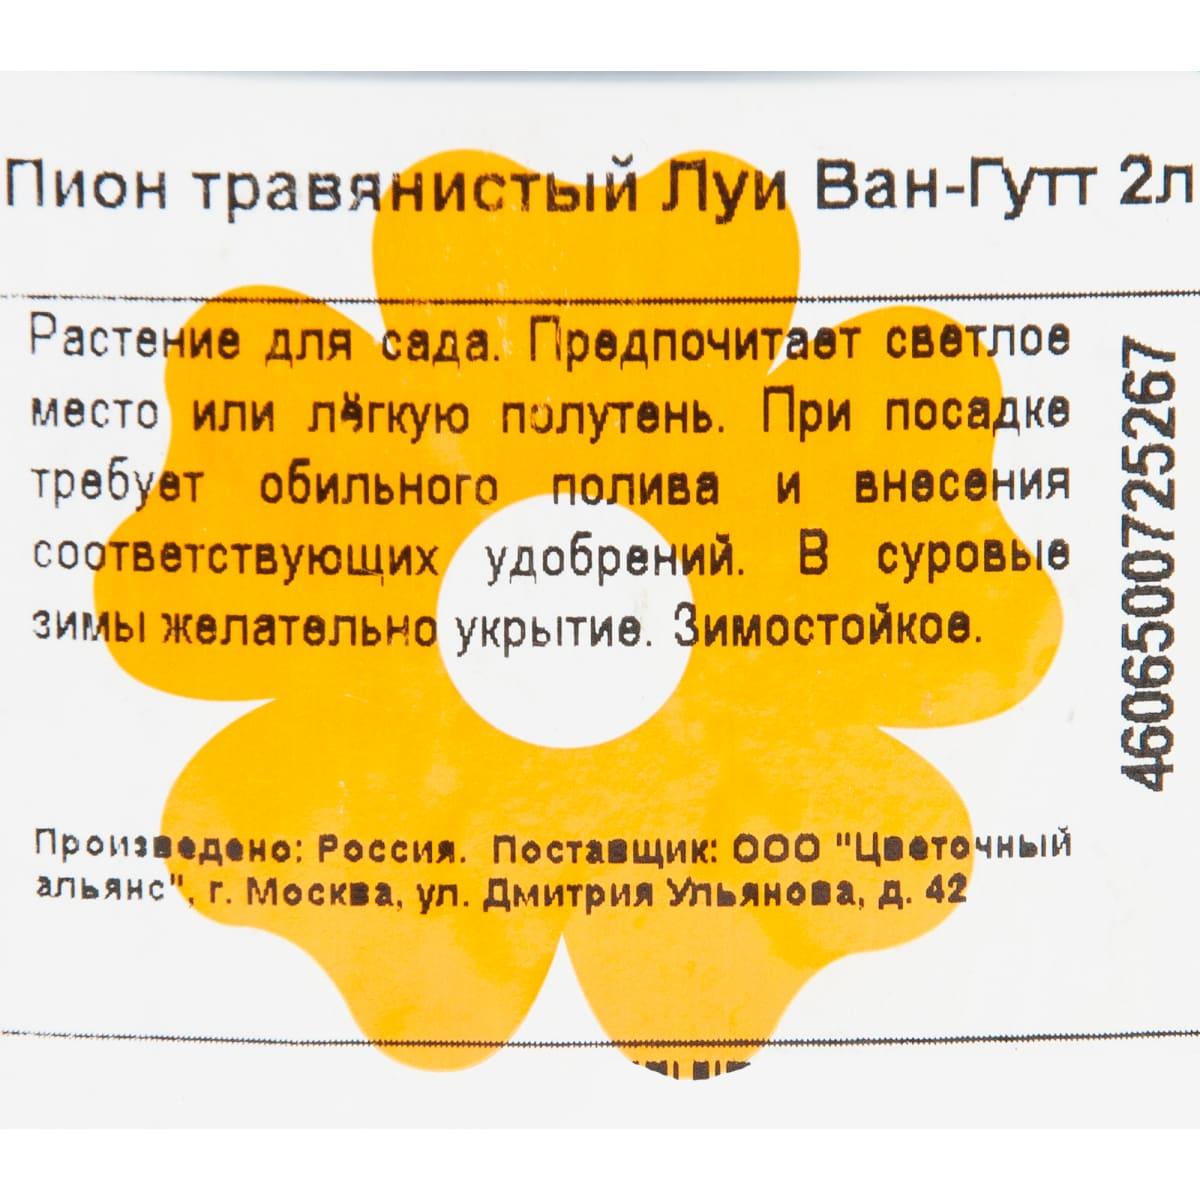 Пион травянистый Луи Ван-Гутт 2л
Растение для сада. Предпочитает светлое
место или лёгкую полутень. При посадке
требует обильного полива и внесения
соответствующих удобрений. В суровые
зимы желательно укрытие. Зимостойкое.
4606500725267
Произведено: Россия. Поставщик: ООО "Цветочный
альянс", г. Москва, ул. Дмитрия Ульянова, д. 42